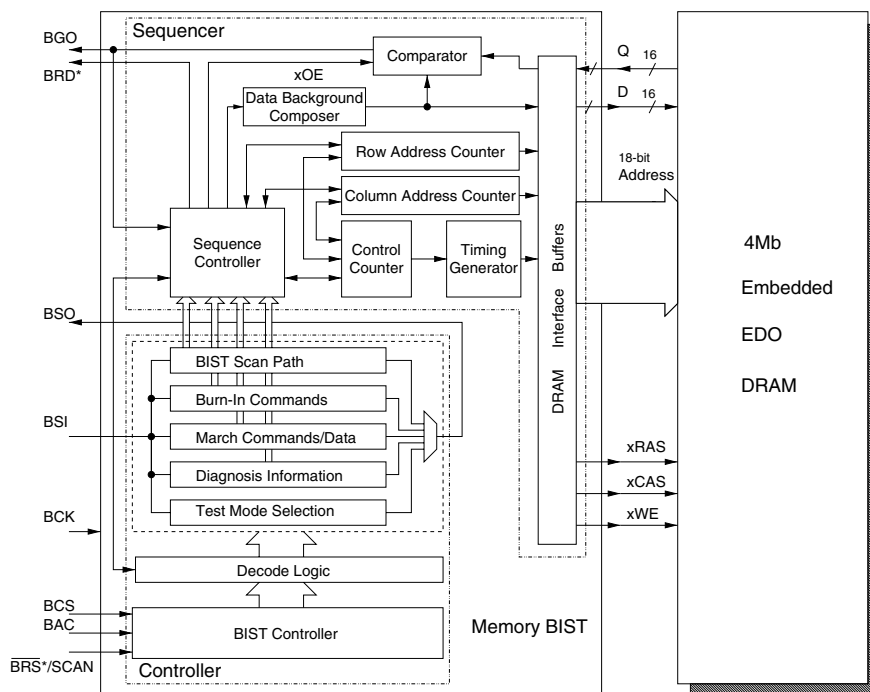 BGO
Sequencer
BRD*
Comparator
xOE
Data Background
Composer
Q
16
D
16
Row Address Counter
18-bit
Address
Column Address Counter
Sequence
Controller
Control
Counter
Timing
Generator
DRAM Interface Buffers
4Mb
Embedded
EDO
DRAM
BSO
BIST Scan Path
Burn-In Commands
BSI
March Commands/Data
Diagnosis Information
Test Mode Selection
xRAS
xCAS
xWE
BCK
Decode Logic
BCS
BAC
BIST Controller
Memory BIST
BRS*/SCAN
Controller